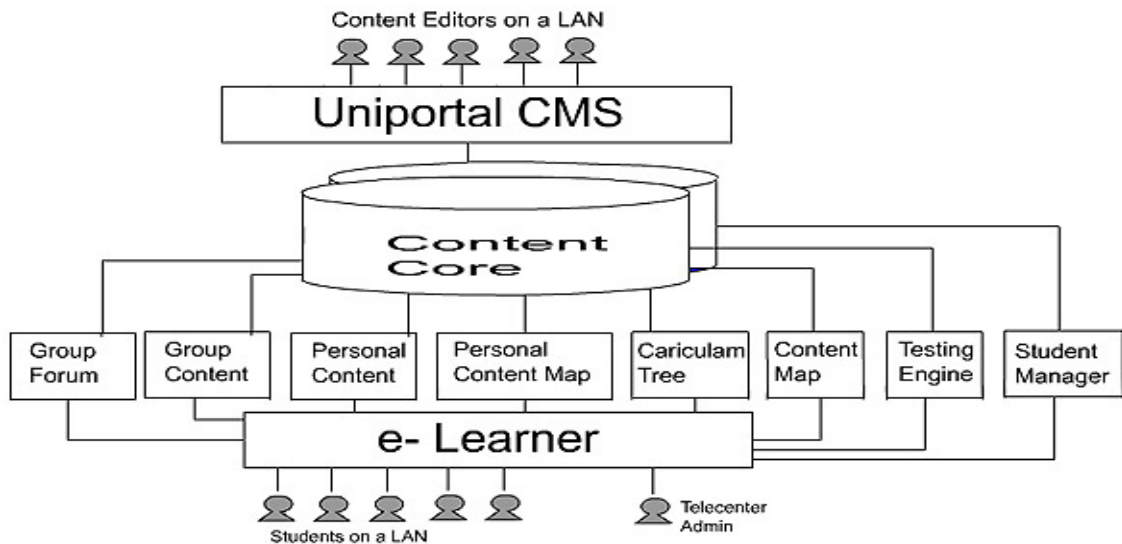 Content Editors on a LAN
Uniportal CMS
Content
Core
Group
Forum
Group
Content
Personal
Content
Personal
Content Map
Cariculam
Tree
Content
Map
Testing
Engine
Student
Manager
e- Learner
Students on a LAN
Telecenter
Admin